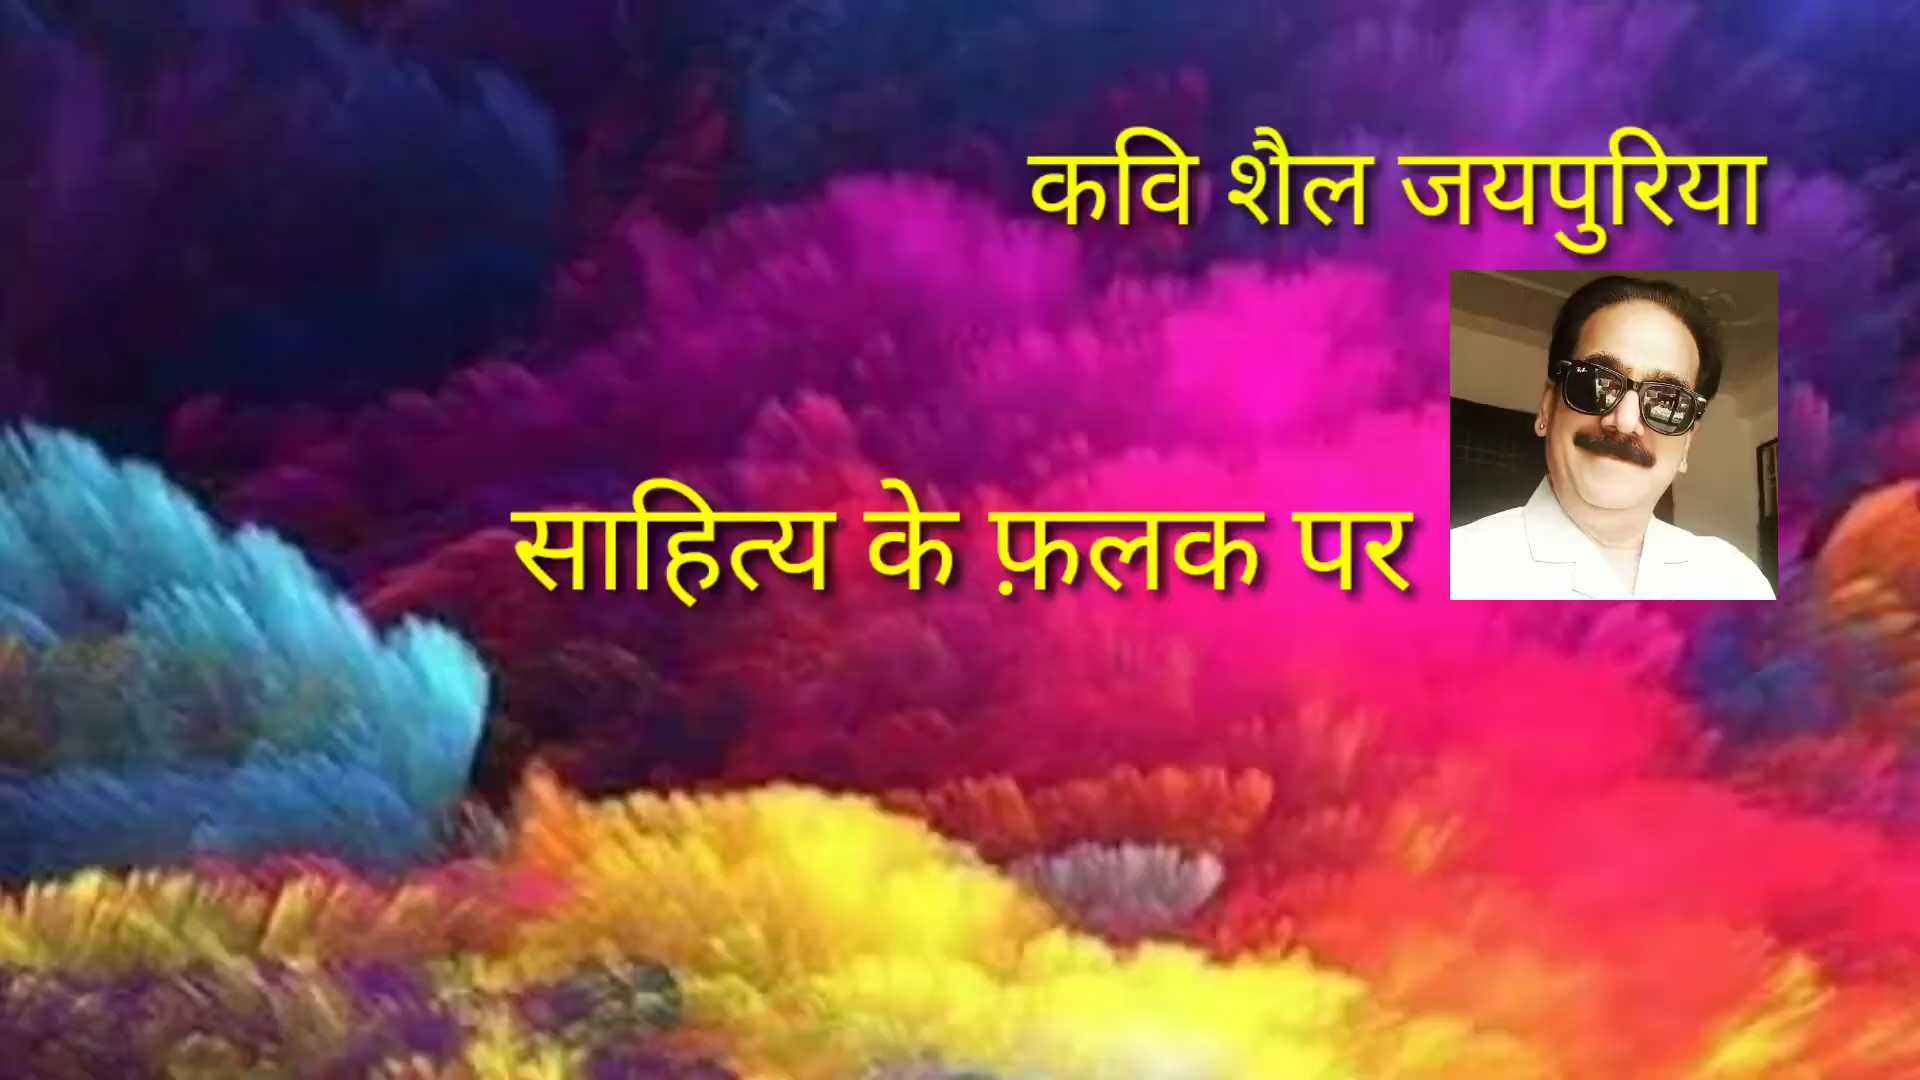 कवि शैल जयपुरिया
साहित्य के फ़लक पर